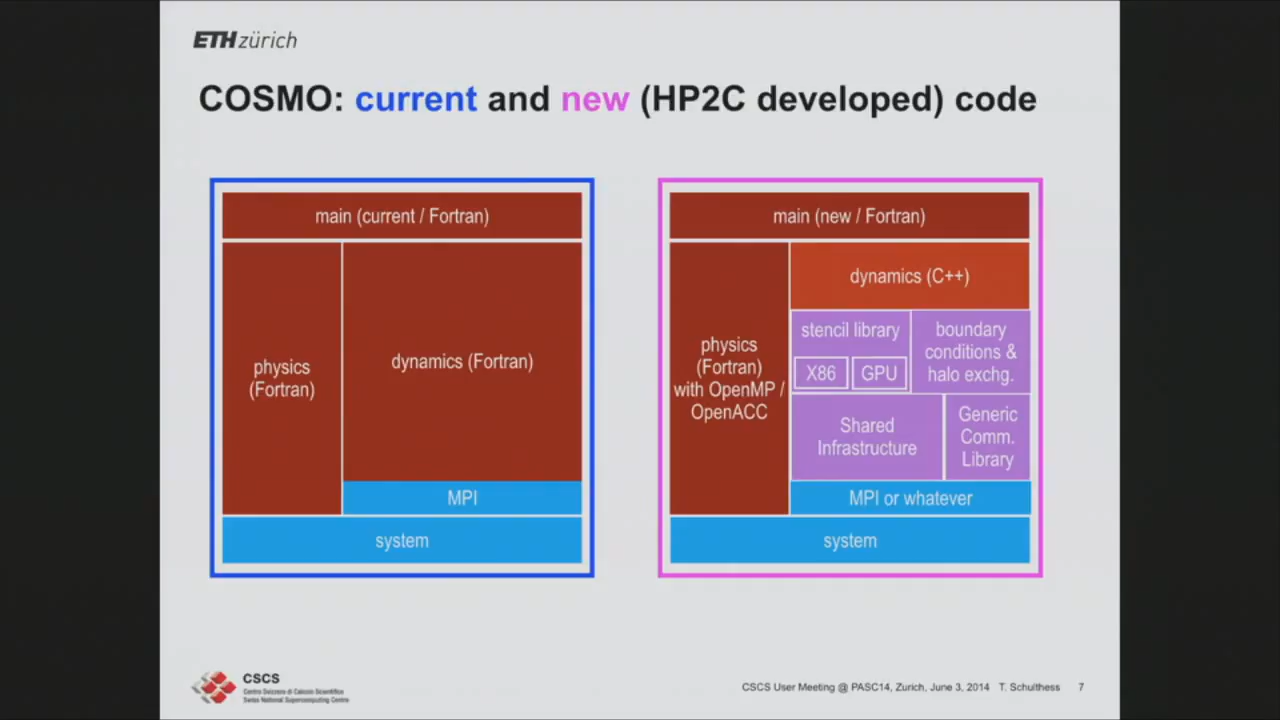 ETH zürich
COSMO: current and new (HP2C developed) code
main (current / Fortran)
physics
(Fortran)
dynamics (Fortran)
MPI
system
main (new / Fortran)
physics
(Fortran)
with OpenMP /
OpenACC
dynamics (C++)
stencil library
X86 GPU
boundary
conditions &
halo exchg.
Shared
Infrastructure
Generic
Comm.
Library
MPI or whatever
system
CSCS
Centro Svizzero di Calcolo Scientifico
Swiss National Supercomputing Centre
CSCS User Meeting @ PASC14, Zurich, June 3, 2014 T. Schulthess 7